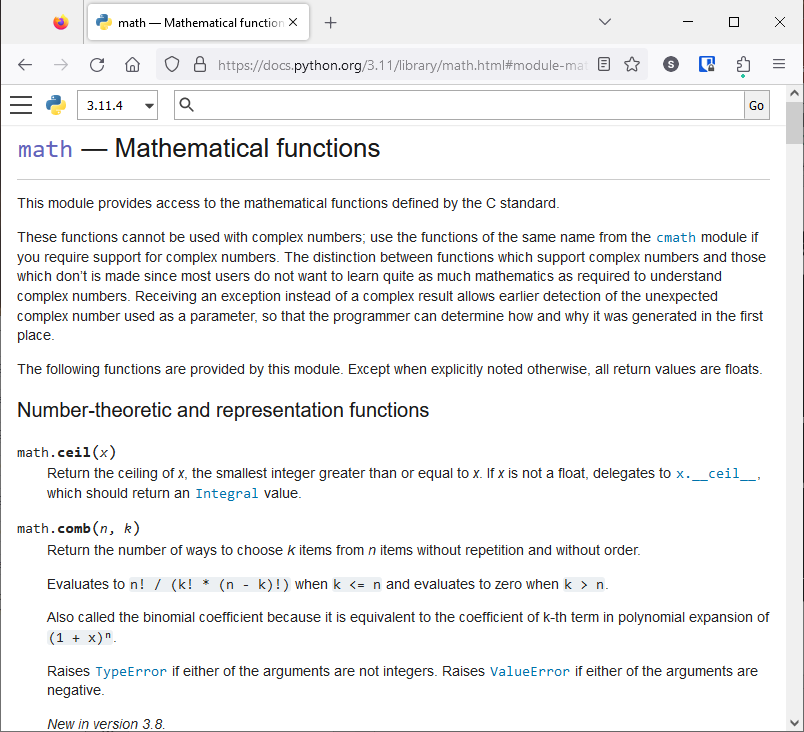 math — Mathematical function
https://docs.python.org/3.11/library/math.html#module-mat
S
3.11.4
Go
math — Mathematical functions
This module provides access to the mathematical functions defined by the C standard.
These functions cannot be used with complex numbers; use the functions of the same name from the cmath module if
you require support for complex numbers. The distinction between functions which support complex numbers and those
which don’t is made since most users do not want to learn quite as much mathematics as required to understand
complex numbers. Receiving an exception instead of a complex result allows earlier detection of the unexpected
complex number used as a parameter, so that the programmer can determine how and why it was generated in the first
place.
The following functions are provided by this module. Except when explicitly noted otherwise, all return values are floats.
Number-theoretic and representation functions
math.ceil(x)
Return the ceiling of x, the smallest integer greater than or equal to x. If x is not a float, delegates to x.__ceil__,
which should return an Integral value.
math.comb(n, k)
Return the number of ways to choose k items from n items without repetition and without order.
Evaluates to n! / (k! * (n - k)!) when k <= n and evaluates to zero when k > n.
Also called the binomial coefficient because it is equivalent to the coefficient of k-th term in polynomial expansion of
(1 + x)ⁿ.
Raises TypeError if either of the arguments are not integers. Raises ValueError if either of the arguments are
negative.
New in version 3.8.